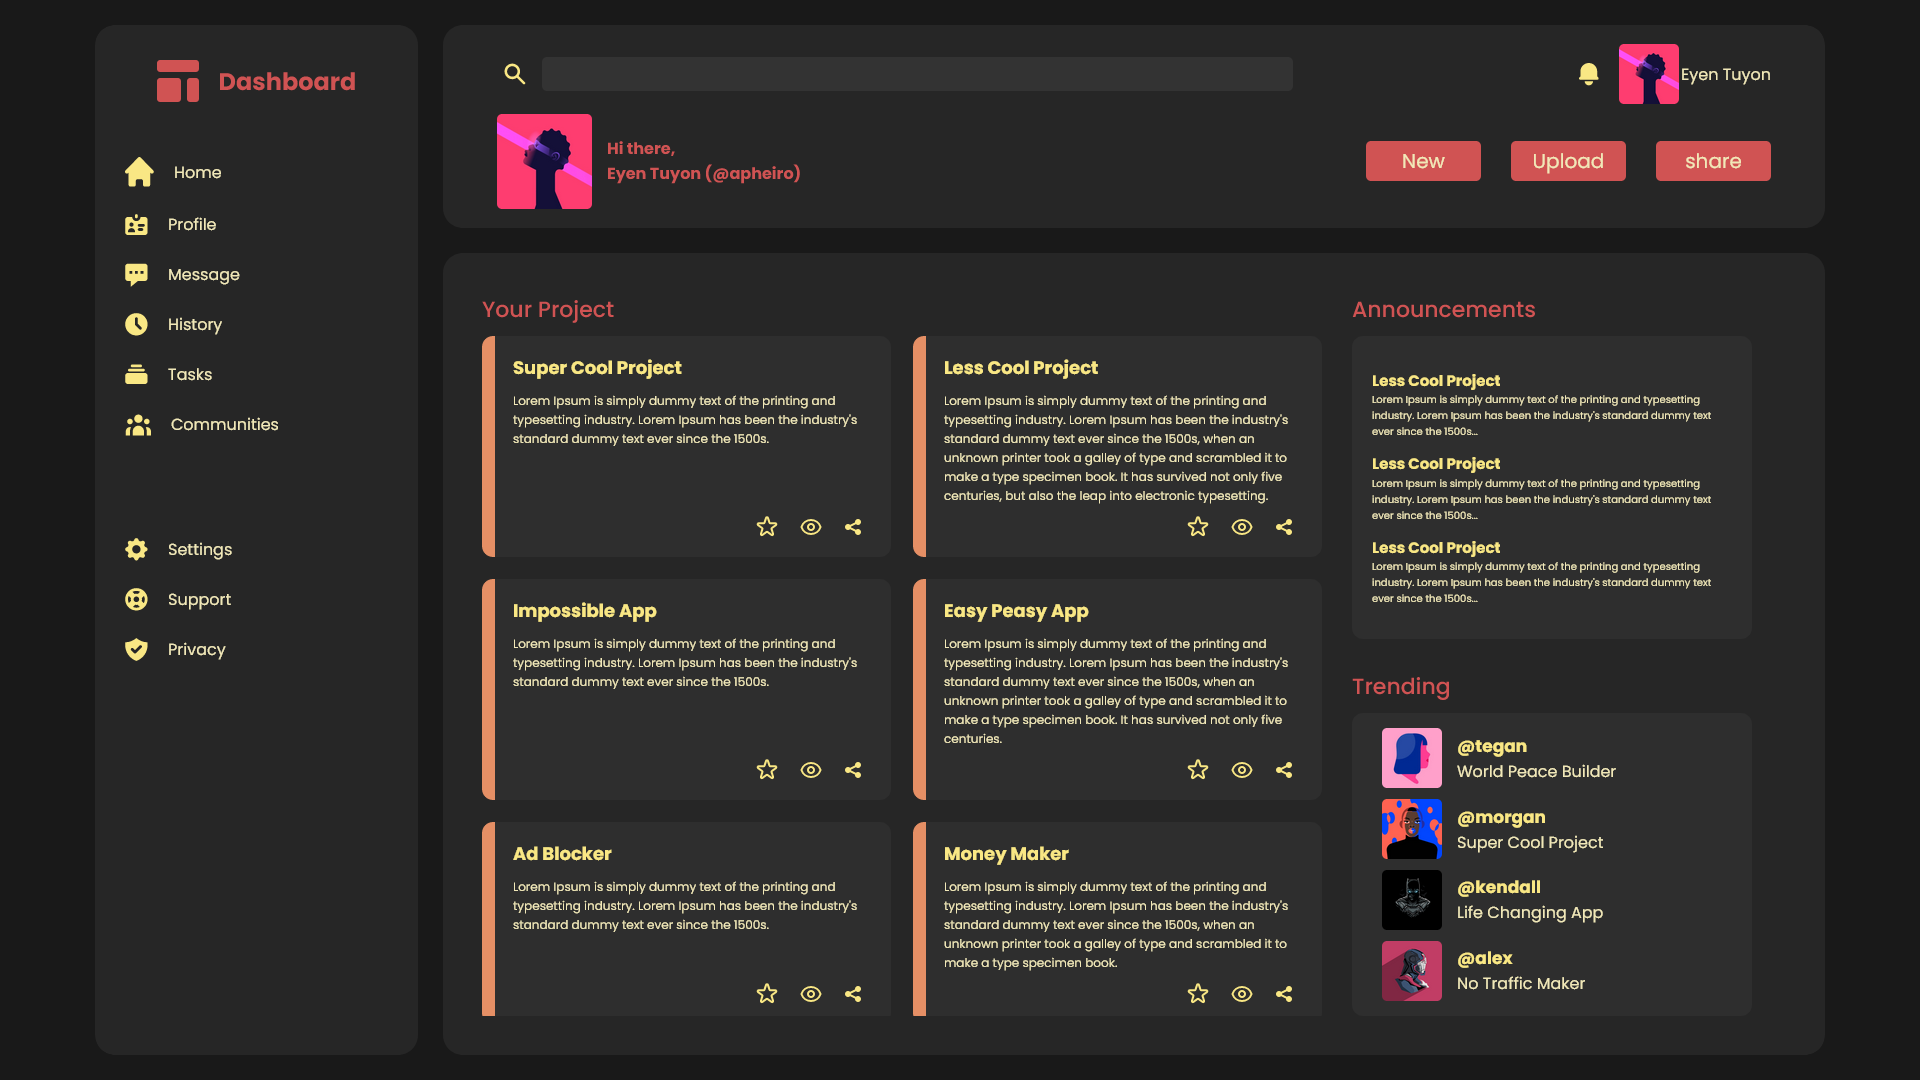 Dashboard
Home
Profile
Message
History
Tasks
Communities
Settings
Support
Privacy
Eyen Tuyon
Hi there,
Eyen Tuyon (@apheiro)
New
Upload
share
Your Project
Super Cool Project
Lorem Ipsum is simply dummy text of the printing and
typesetting industry. Lorem Ipsum has been the industry's
standard dummy text ever since the 1500s.
Less Cool Project
Lorem Ipsum is simply dummy text of the printing and
typesetting industry. Lorem Ipsum has been the industry's
standard dummy text ever since the 1500s, when an
unknown printer took a galley of type and scrambled it to
make a type specimen book. It has survived not only five
centuries, but also the leap into electronic typesetting.
Impossible App
Lorem Ipsum is simply dummy text of the printing and
typesetting industry. Lorem Ipsum has been the industry's
standard dummy text ever since the 1500s.
Easy Peasy App
Lorem Ipsum is simply dummy text of the printing and
typesetting industry. Lorem Ipsum has been the industry's
standard dummy text ever since the 1500s, when an
unknown printer took a galley of type and scrambled it to
make a type specimen book. It has survived not only five
centuries.
Ad Blocker
Lorem Ipsum is simply dummy text of the printing and
typesetting industry. Lorem Ipsum has been the industry's
standard dummy text ever since the 1500s.
Money Maker
Lorem Ipsum is simply dummy text of the printing and
typesetting industry. Lorem Ipsum has been the industry's
standard dummy text ever since the 1500s, when an
unknown printer took a galley of type and scrambled it to
make a type specimen book.
Announcements
Less Cool Project
Lorem Ipsum is simply dummy text of the printing and typesetting
industry. Lorem Ipsum has been the industry's standard dummy text
ever since the 1500s...
Less Cool Project
Lorem Ipsum is simply dummy text of the printing and typesetting
industry. Lorem Ipsum has been the industry's standard dummy text
ever since the 1500s...
Less Cool Project
Lorem Ipsum is simply dummy text of the printing and typesetting
industry. Lorem Ipsum has been the industry's standard dummy text
ever since the 1500s...
Trending
@tegan
World Peace Builder
@morgan
Super Cool Project
@kendall
Life Changing App
@alex
No Traffic Maker